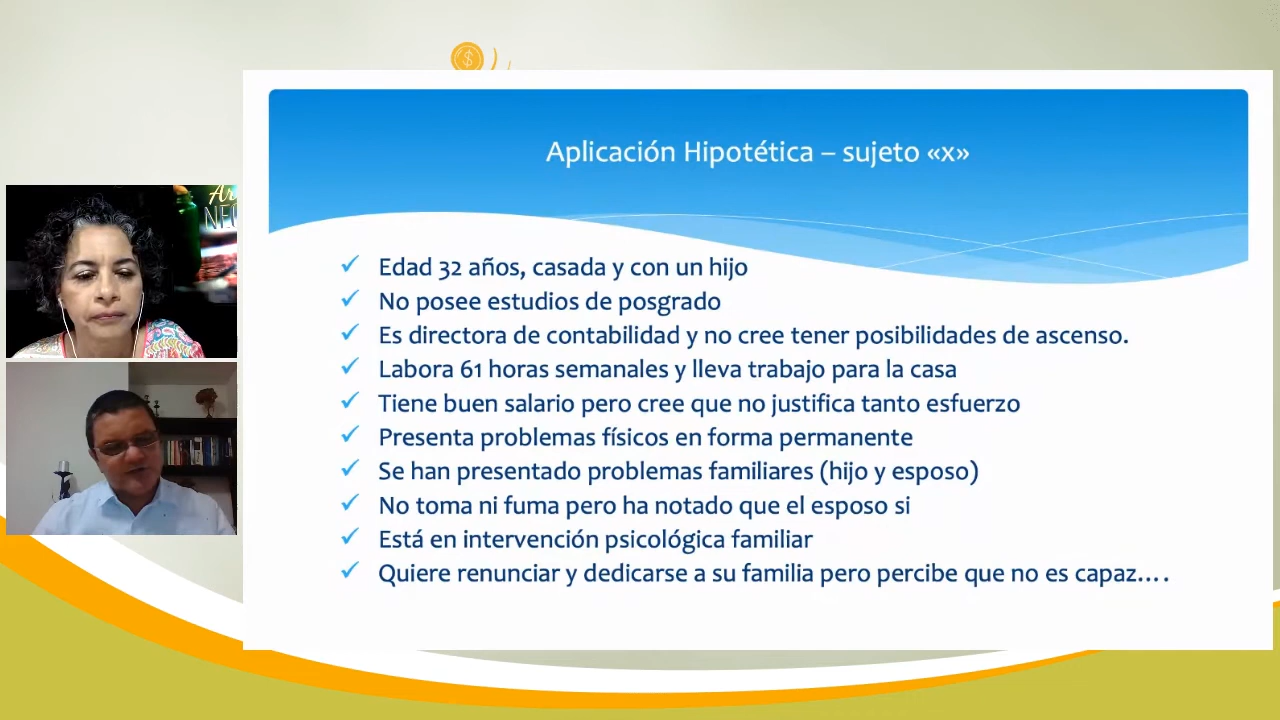 Aplicación Hipotética – sujeto «x»
Edad 32 años, casada y con un hijo
No posee estudios de posgrado
Es directora de contabilidad y no cree tener posibilidades de ascenso.
Labora 61 horas semanales y lleva trabajo para la casa
Tiene buen salario pero cree que no justifica tanto esfuerzo
Presenta problemas físicos en forma permanente
Se han presentado problemas familiares (hijo y esposo)
No toma ni fuma pero ha notado que el esposo si
Está en intervención psicológica familiar
Quiere renunciar y dedicarse a su familia pero percibe que no es capaz….
$